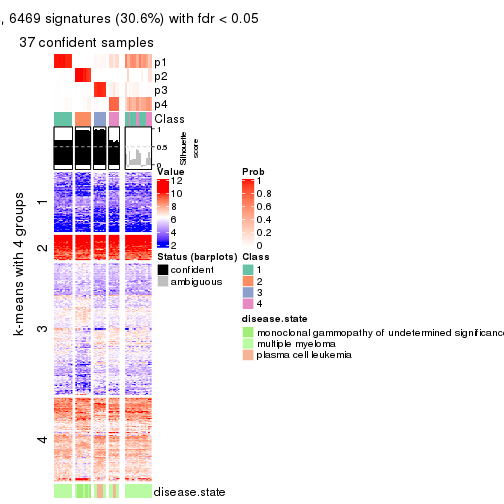 , 6469 signatures (30.6%) with fdr < 0.05
37 confident samples
p1
p2
p3
p4
Class
1
0.5
0
Silhouette
score
k-means with 4 groups
1
2
3
4
disease.state
Value
12
10
8
6
4
2
Prob
1
0.8
0.6
0.4
0.2
0
Status (barplots)
confident
ambiguous
Class
1
2
3
4
disease.state
monoclonal gammopathy of undetermined significance
multiple myeloma
plasma cell leukemia